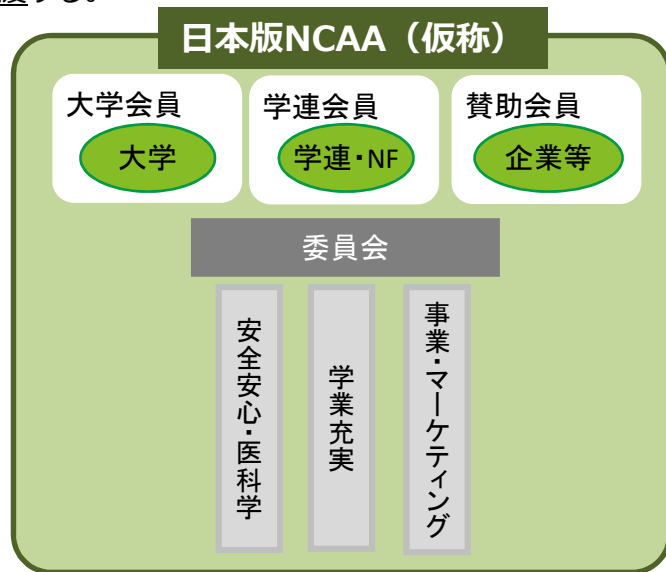 する。
日本版NCAA（仮称）
大学会員
大学
学連会員
学連・NF
賛助会員
企業等
委員会
安全安心・医科学
学業充実
事業・マーケティング